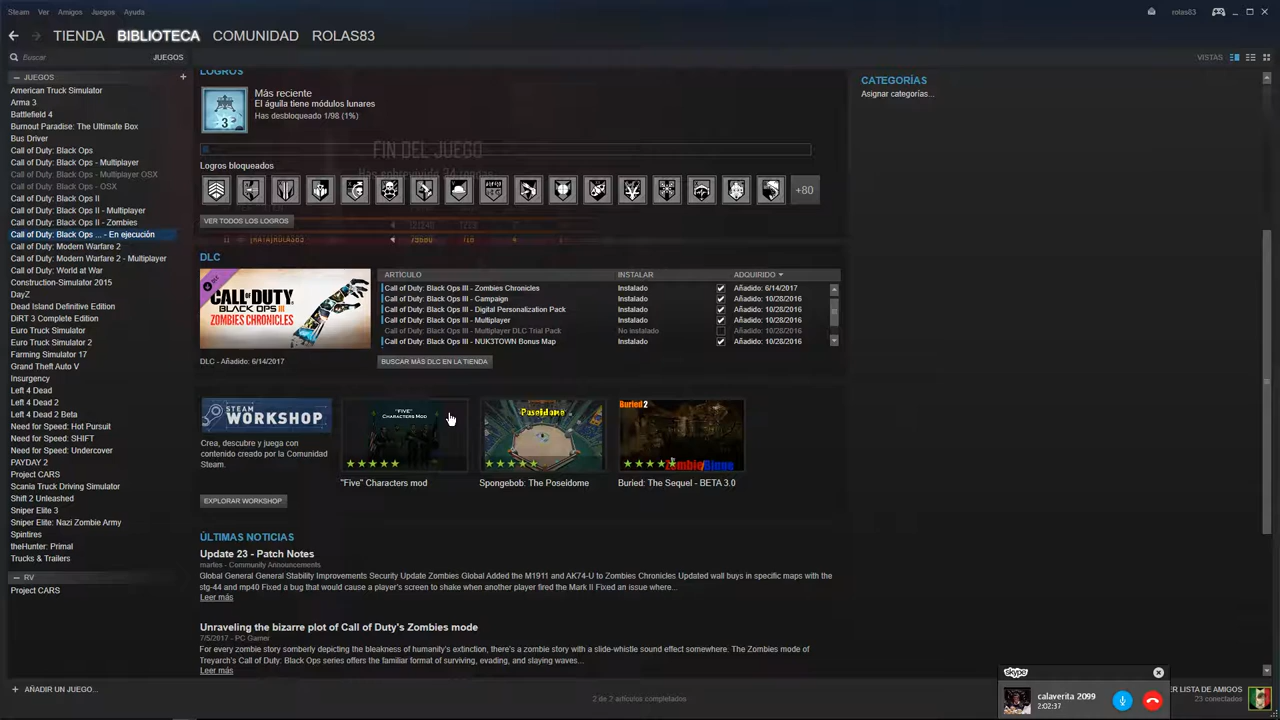 Steam Ver Amigos Juegos Ayuda
rolas83
TIENDA BIBLIOTECA COMUNIDAD ROLAS83
Buscar JUEGOS
VISTAS
JUEGOS
American Truck Simulator
Arma 3
Battlefield 4
Burnout Paradise: The Ultimate Box
Bus Driver
Call of Duty: Black Ops
Call of Duty: Black Ops - Multiplayer
Call of Duty: Black Ops - Multiplayer OSX
Call of Duty: Black Ops - OSX
Call of Duty: Black Ops II
Call of Duty: Black Ops II - Multiplayer
Call of Duty: Black Ops II - Zombies
Call of Duty: Black Ops ... - En ejecución
Call of Duty: Modern Warfare 2
Call of Duty: Modern Warfare 2 - Multiplayer
Call of Duty: World at War
Construction-Simulator 2015
DayZ
Dead Island Definitive Edition
DiRT 3 Complete Edition
Euro Truck Simulator
Euro Truck Simulator 2
Farming Simulator 17
Grand Theft Auto V
Insurgency
Left 4 Dead
Left 4 Dead 2
Left 4 Dead 2 Beta
Need for Speed: Hot Pursuit
Need for Speed: SHIFT
Need for Speed: Undercover
PAYDAY 2
Project CARS
Scania Truck Driving Simulator
Shift 2 Unleashed
Sniper Elite 3
Sniper Elite: Nazi Zombie Army
Spintires
theHunter: Primal
Trucks & Trailers
RV
Project CARS
AÑADIR UN JUEGO...
LOGROS
Más reciente
El águila tiene módulos lunares
Has desbloqueado 1/98 (1%)
3
FIN DEL JUEGO
Logros bloqueados
+80
VER TODOS LOS LOGROS
[RATA]ROLAS83
DLC
CALL OF DUTY
BLACK OPS III
ZOMBIES CHRONICLES
DLC - Añadido: 6/14/2017
ARTÍCULO INSTALAR ADQUIRIDO
Call of Duty: Black Ops III - Zombies Chronicles Instalado Añadido: 6/14/2017
Call of Duty: Black Ops III - Campaign Instalado Añadido: 10/28/2016
Call of Duty: Black Ops III - Digital Personalization Pack Instalado Añadido: 10/28/2016
Call of Duty: Black Ops III - Multiplayer Instalado Añadido: 10/28/2016
Call of Duty: Black Ops III - Multiplayer DLC Trial Pack No instalado Añadido: 10/28/2016
Call of Duty: Black Ops III - NUK3TOWN Bonus Map Instalado Añadido: 10/28/2016
BUSCAR MÁS DLC EN LA TIENDA
STEAM WORKSHOP
Crea, descubre y juega con
contenido creado por la Comunidad
Steam.
EXPLORAR WORKSHOP
"FIVE"
CHARACTERS MOD
"Five" Characters mod
Poseidome
Spongebob: The Poseidome
Buried 2
Zombie/Binge
Buried: The Sequel - BETA 3.0
ÚLTIMAS NOTICIAS
Update 23 - Patch Notes
martes - Community Announcements
Global General General Stability Improvements Security Update Zombies Global Added the M1911 and AK74-U to Zombies Chronicles Updated wall buys in specific maps with the
stg-44 and mp40 Fixed a bug that would cause a player's screen to shake when another player fired the Mark II Fixed an issue where...
Leer más
Unraveling the bizarre plot of Call of Duty's Zombies mode
7/5/2017 - PC Gamer
For every zombie story somberly depicting the bleakness of humanity's extinction, there's a zombie story with a slide-whistle sound effect somewhere. The Zombies mode of
Treyarch's Call of Duty: Black Ops series offers the familiar format of surviving, evading, and slaying waves...
Leer más
2 de 2 artículos completados
CATEGORÍAS
Asignar categorías...
skype
calaverita 2099
2:02:37
ER LISTA DE AMIGOS
23 conectados